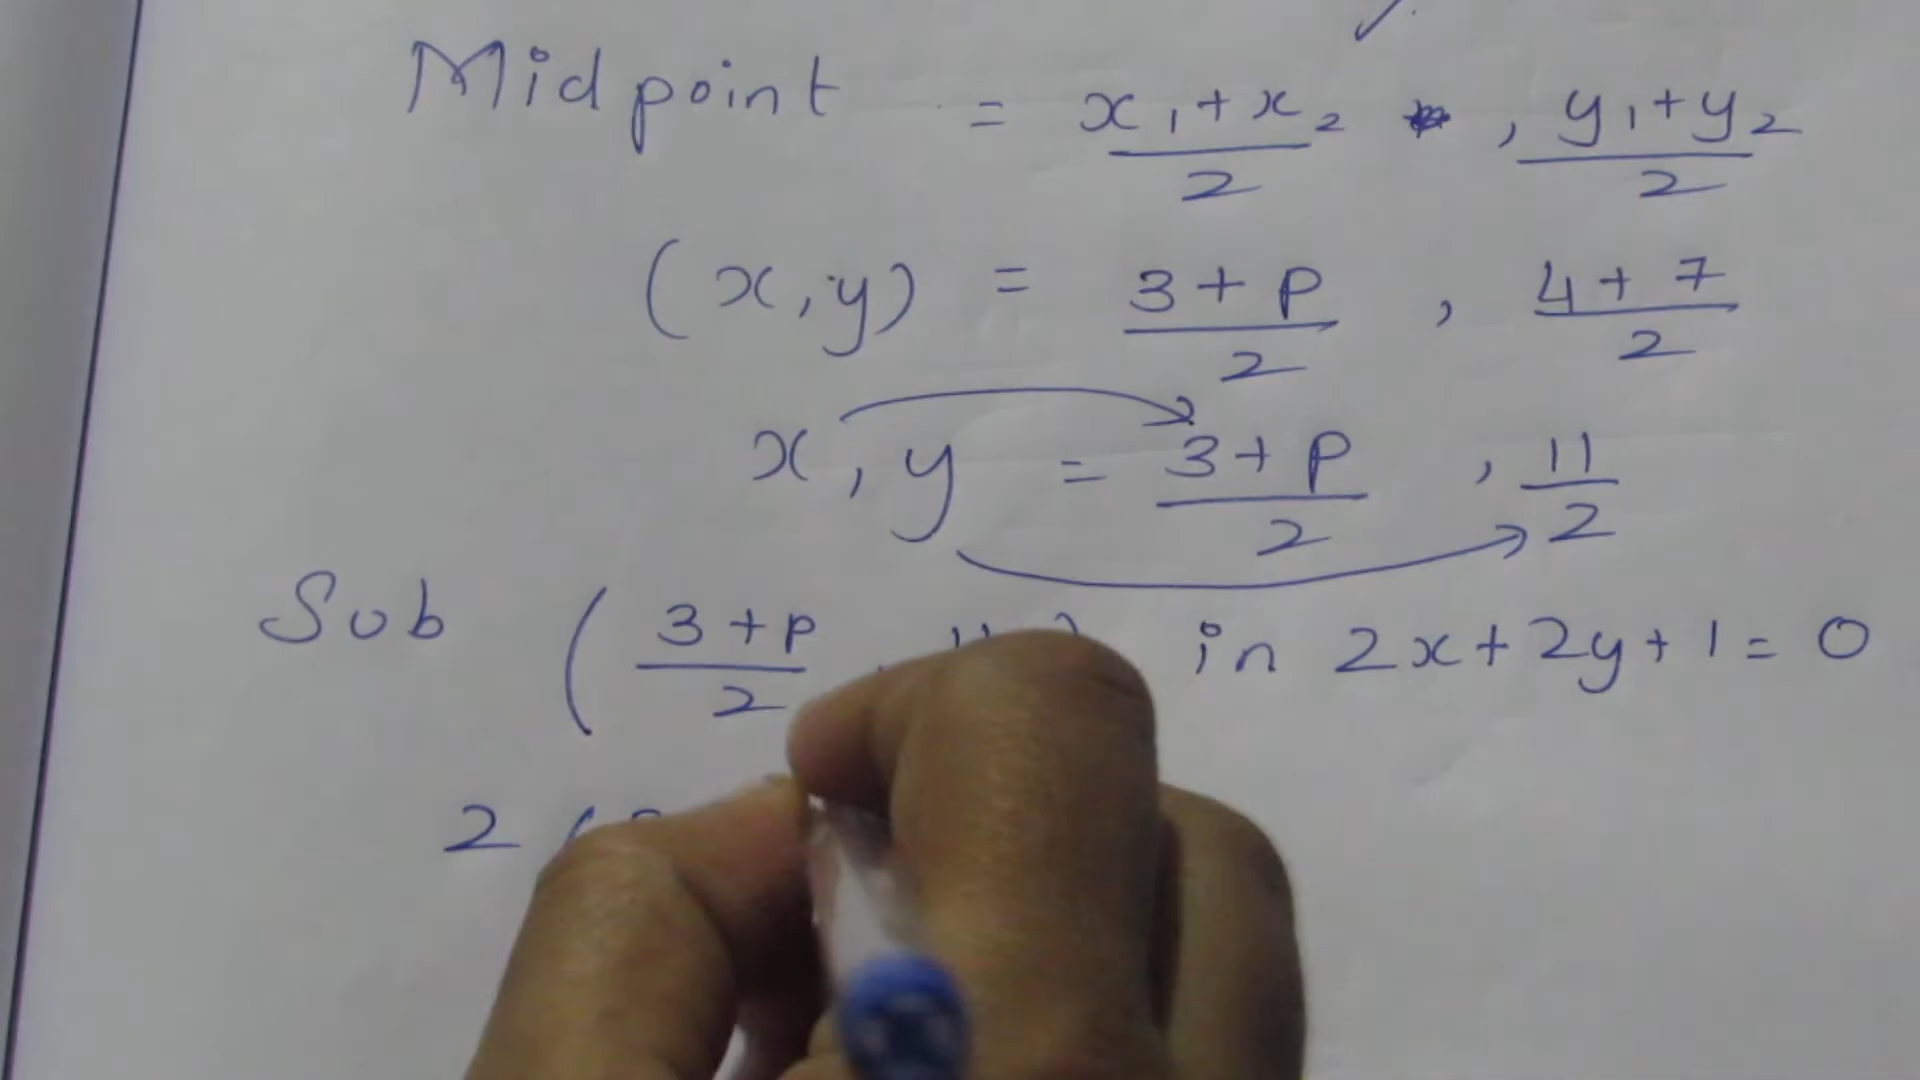 Midpoint = x₁+x₂/2 , y₁+y₂/2
(x,y) = 3+p/2 , 4+7/2
x,y = 3+p/2 , 11/2
Sub (3+p/2 in 2x+2y+1=0
2 (